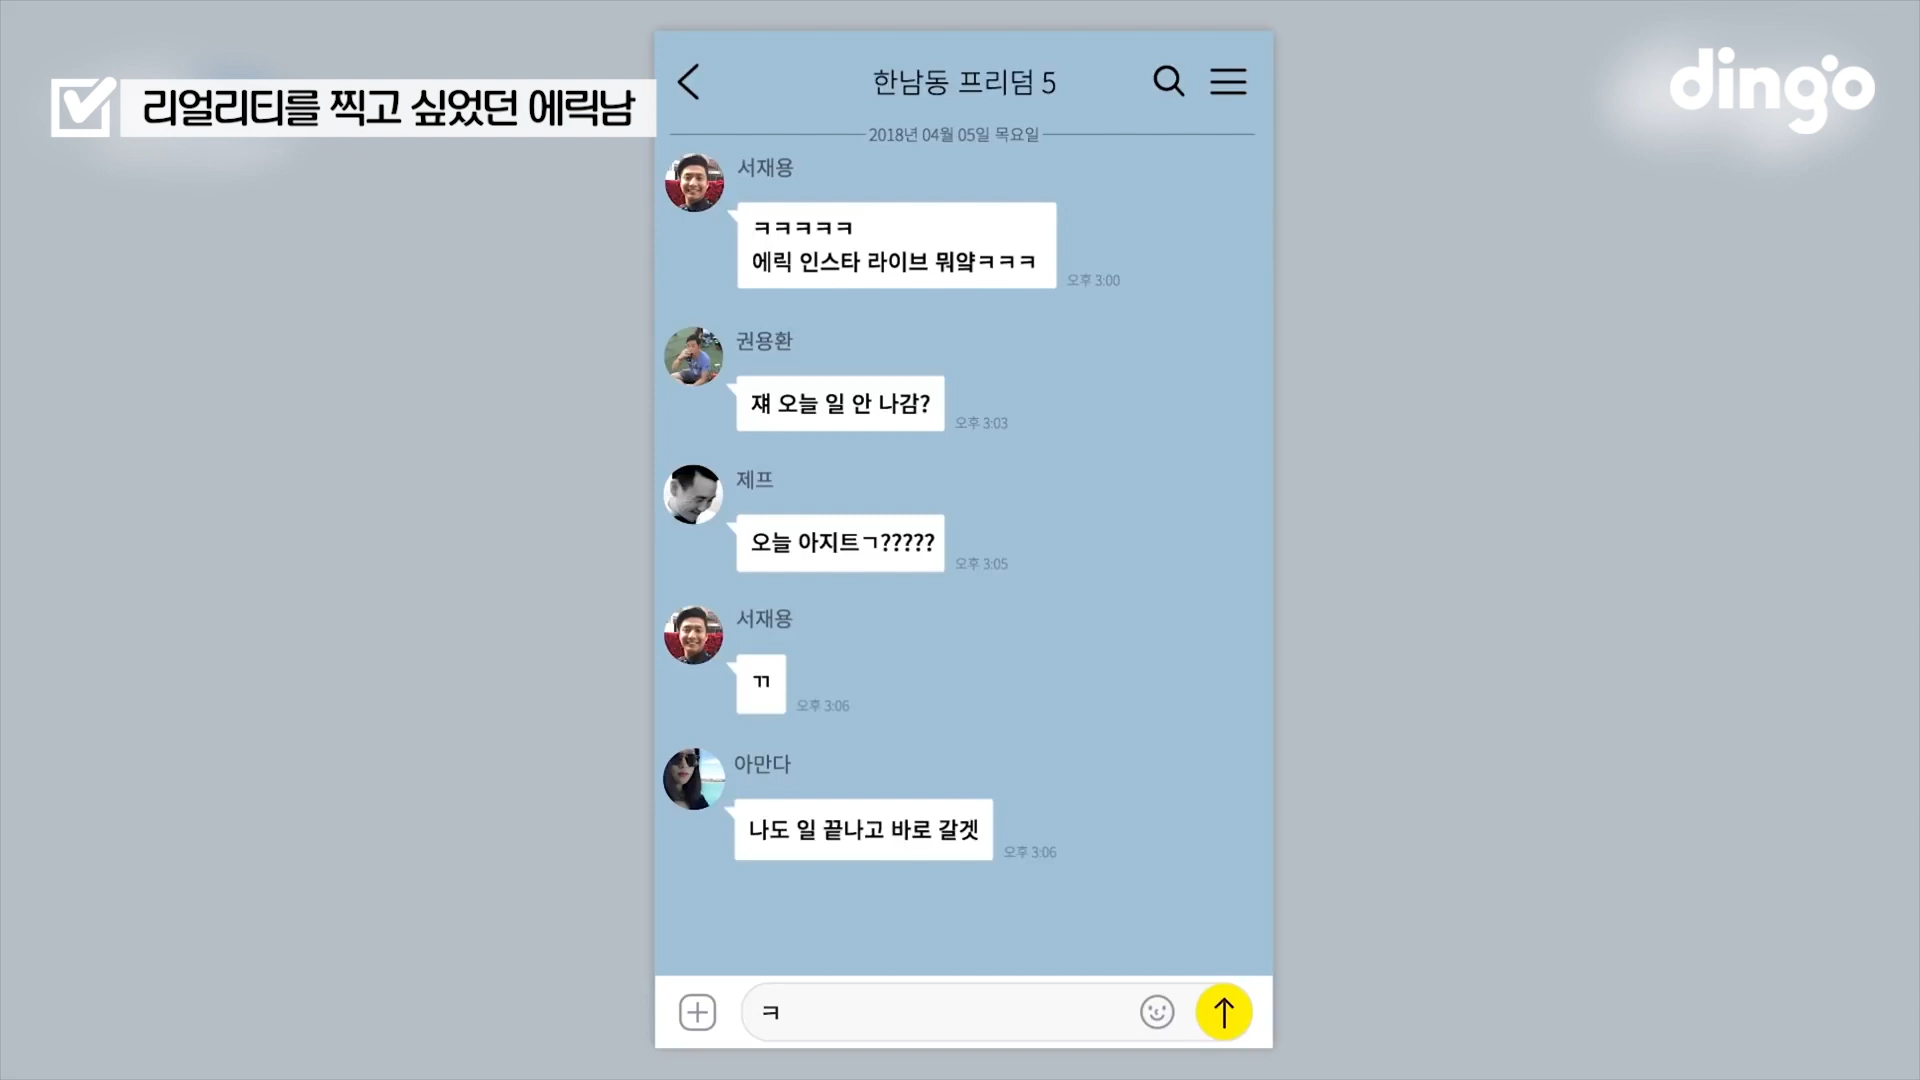 리얼리티를 찍고 싶었던 에릭남
dingo
한남동 프리덤 5
2018년 04월 05일 목요일
서재용
ㅋㅋㅋㅋㅋ
에릭 인스타 라이브 뭐얔ㅋㅋㅋ
오후 3:00
권용환
쟤 오늘 일 안 나감?
오후 3:03
제프
오늘 아지트ㄱ?????
오후 3:05
서재용
ㄲ
오후 3:06
아만다
나도 일 끝나고 바로 갈겟
오후 3:06
ㅋ